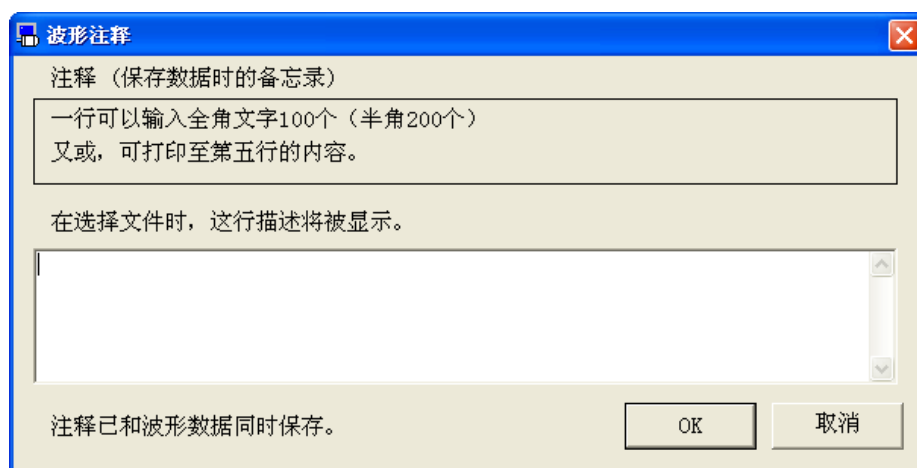 波形注释
注释（保存数据时的备忘录）
一行可以输入全角文字100个（半角200个）
又或，可打印至第五行的内容。
在选择文件时，这行描述将被显示。
注释已和波形数据同时保存。
OK
取消